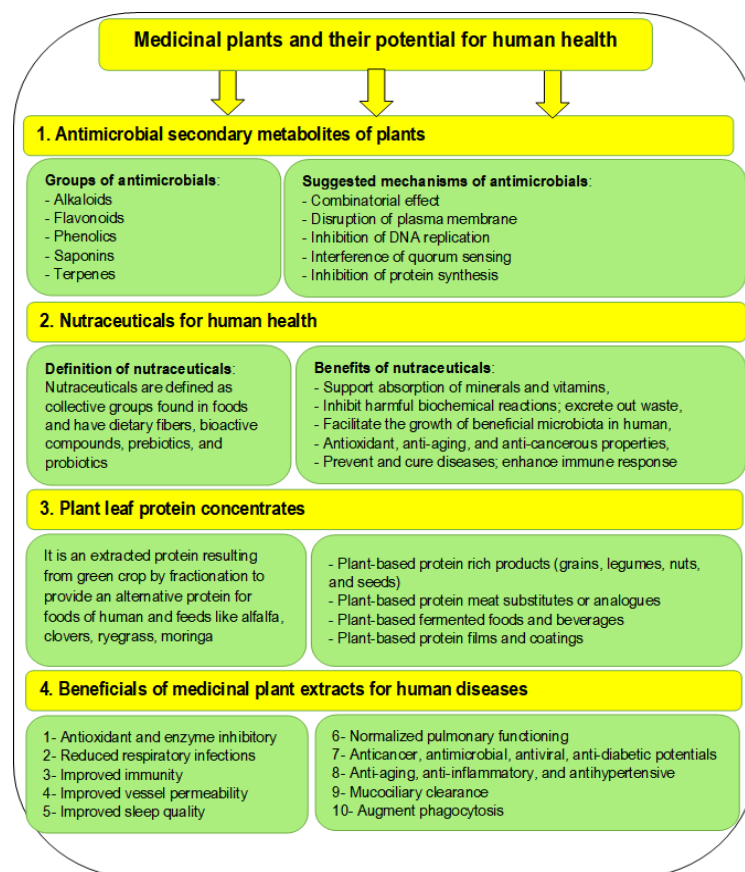 Medicinal plants and their potential for human health
1. Antimicrobial secondary metabolites of plants
Groups of antimicrobials:
- Alkaloids
- Flavonoids
- Phenolics
- Saponins
- Terpenes
Suggested mechanisms of antimicrobials:
- Combinatorial effect
- Disruption of plasma membrane
- Inhibition of DNA replication
- Interference of quorum sensing
- Inhibition of protein synthesis
2. Nutraceuticals for human health
Definition of nutraceuticals:
Nutraceuticals are defined as
collective groups found in foods
and have dietary fibers, bioactive
compounds, prebiotics, and
probiotics
Benefits of nutraceuticals:
- Support absorption of minerals and vitamins,
- Inhibit harmful biochemical reactions; excrete out waste,
- Facilitate the growth of beneficial microbiota in human,
- Antioxidant, anti-aging, and anti-cancerous properties,
- Prevent and cure diseases; enhance immune response
3. Plant leaf protein concentrates
It is an extracted protein resulting
from green crop by fractionation to
provide an alternative protein for
foods of human and feeds like alfalfa,
clovers, ryegrass, moringa
- Plant-based protein rich products (grains, legumes, nuts,
and seeds)
- Plant-based protein meat substitutes or analogues
- Plant-based fermented foods and beverages
- Plant-based protein films and coatings
4. Beneficials of medicinal plant extracts for human diseases
1- Antioxidant and enzyme inhibitory
2- Reduced respiratory infections
3- Improved immunity
4- Improved vessel permeability
5- Improved sleep quality
6- Normalized pulmonary functioning
7- Anticancer, antimicrobial, antiviral, anti-diabetic potentials
8- Anti-aging, anti-inflammatory, and antihypertensive
9- Mucociliary clearance
10- Augment phagocytosis